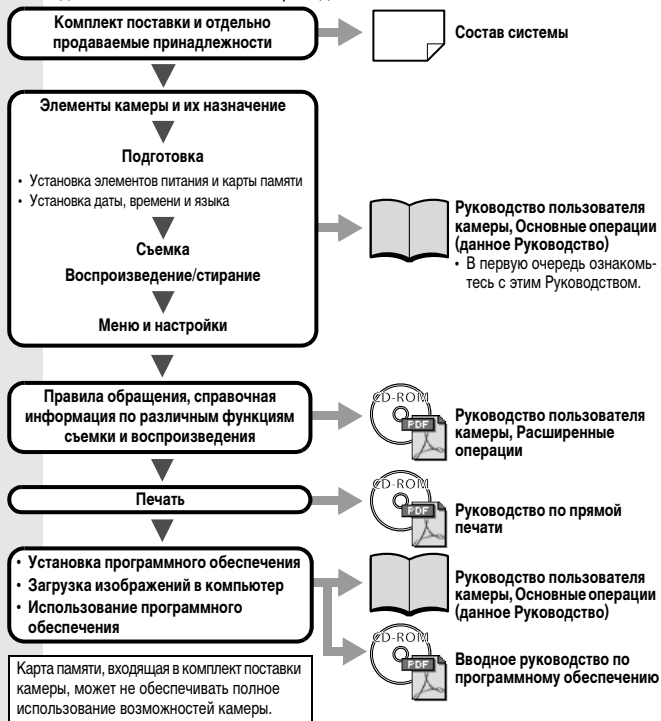 Комплект поставки и отдельно
продаваемые принадлежности
Состав системы
Элементы камеры и их назначение
Подготовка
• Установка элементов питания и карты памяти
• Установка даты, времени и языка
Съемка
Воспроизведение/стирание
Меню и настройки
Руководство пользователя
камеры, Основные операции
(данное Руководство)
• В первую очередь ознакомь-
тесь с этим Руководством.
Правила обращения, справочная
информация по различным функциям
съемки и воспроизведения
CD-ROM
PDF
Руководство пользователя
камеры, Расширенные
операции
Печать
CD-ROM
PDF
Руководство по прямой
печати
• Установка программного обеспечения
• Загрузка изображений в компьютер
• Использование программного
обеспечения
Руководство пользователя
камеры, Основные операции
(данное Руководство)
CD-ROM
PDF
Вводное руководство по
программному обеспечению
Карта памяти, входящая в комплект поставки
камеры, может не обеспечивать полное
использование возможностей камеры.